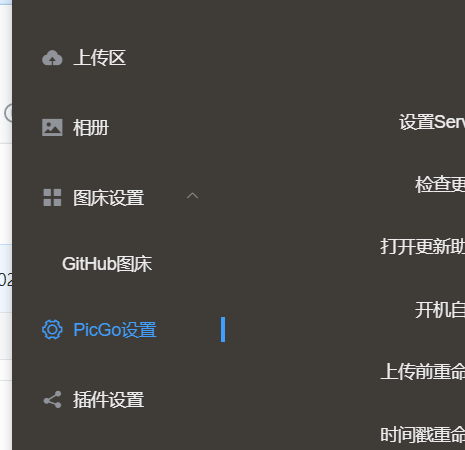 上传区
相册
设置Serv
图床设置
检查更
打开更新助
GitHub图床
02
开机自
PicGo设置
上传前重命
插件设置
时间戳重命